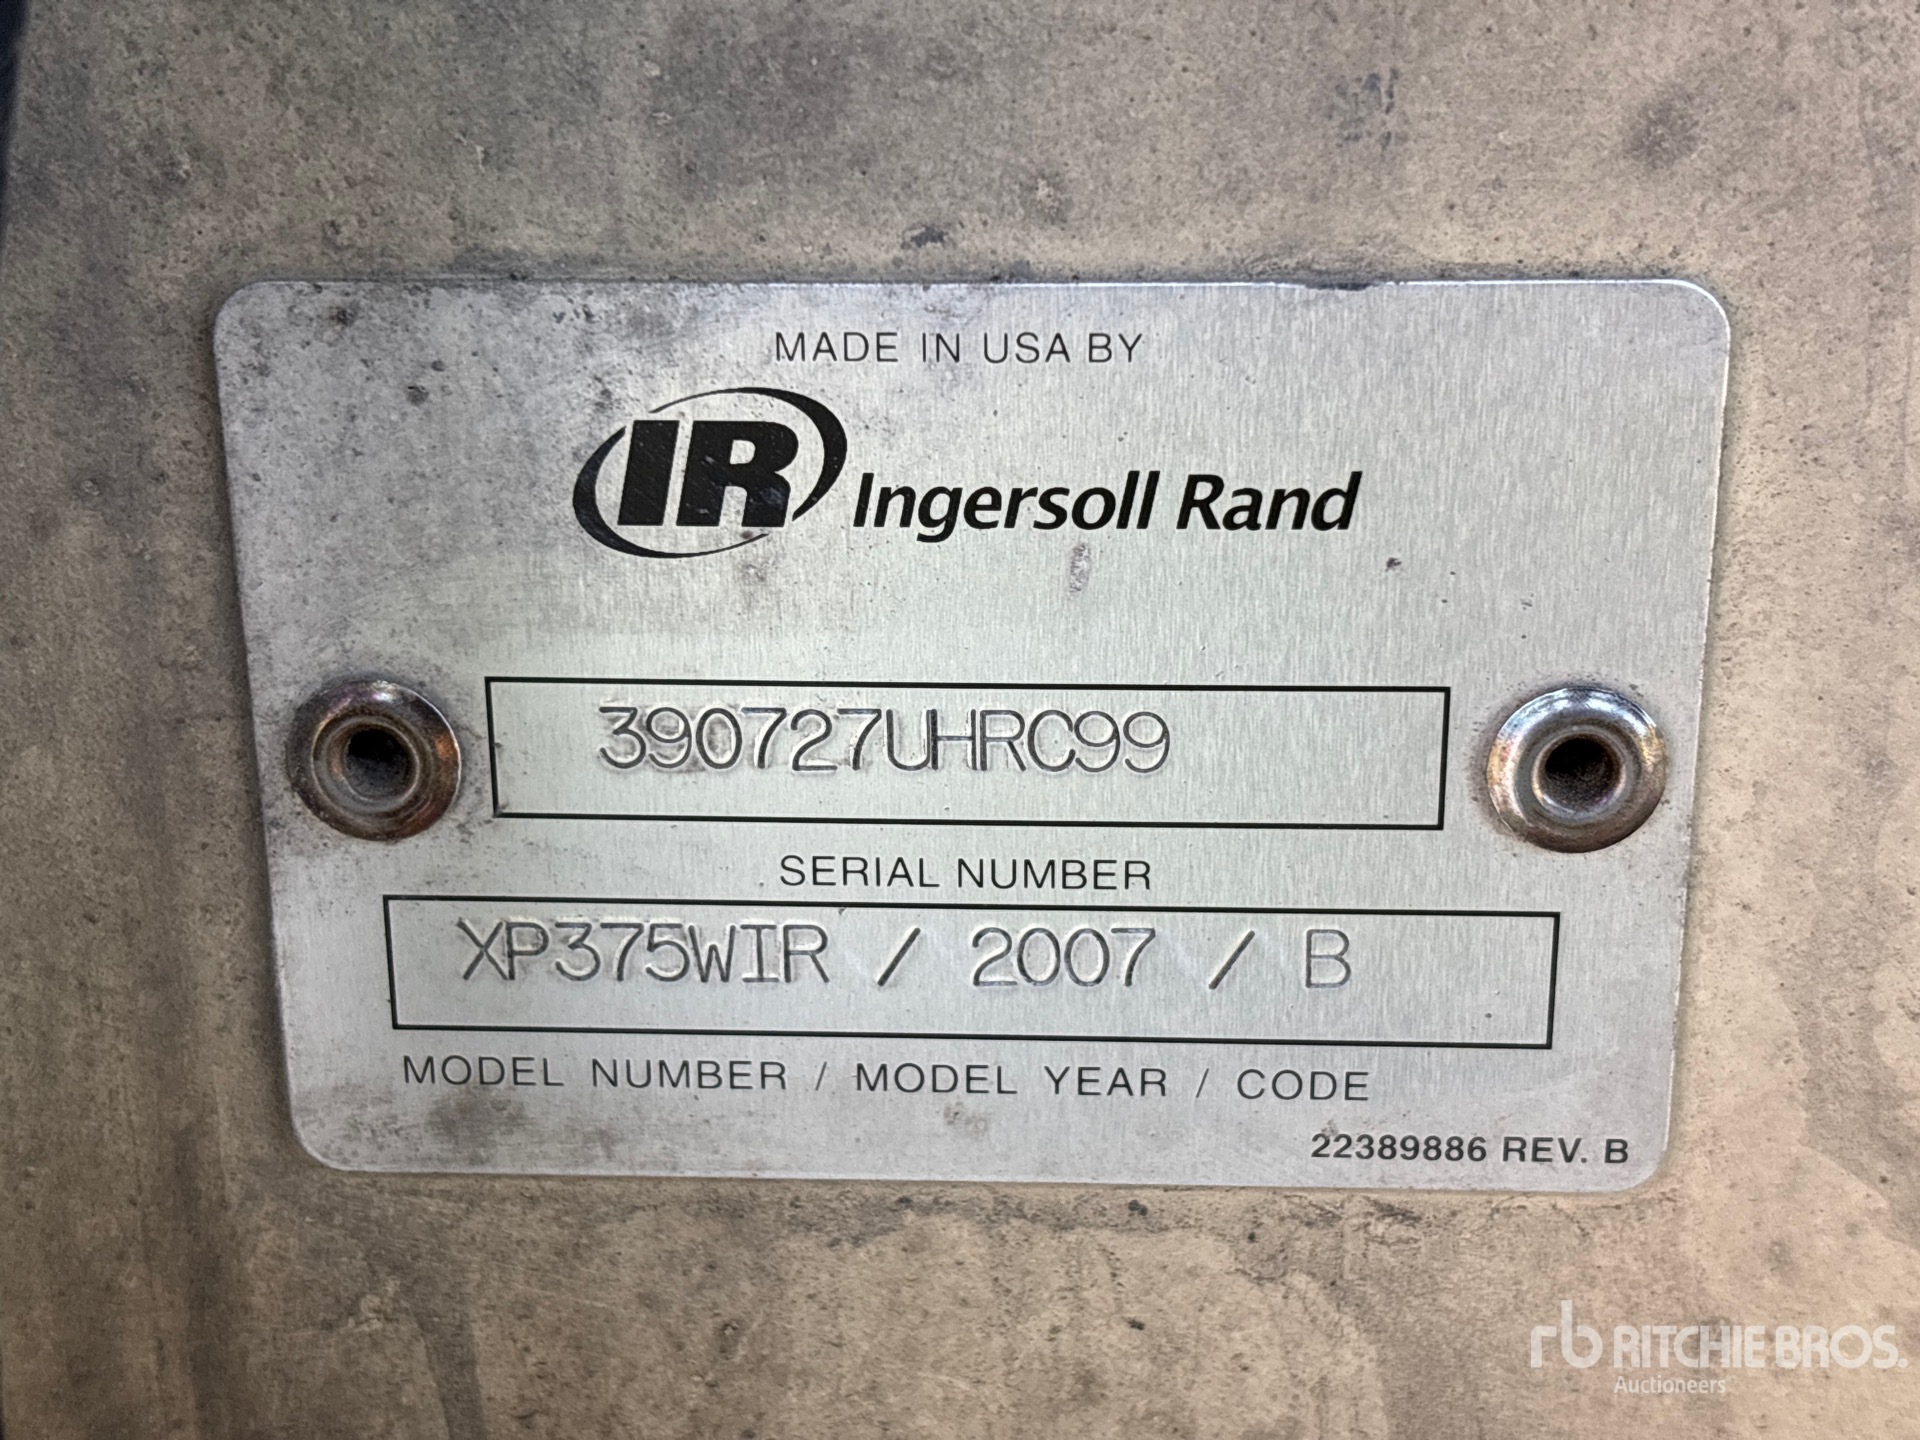 MADE IN USA BY
IR Ingersoll Rand
390727UHRC99
SERIAL NUMBER
XP375WIR / 2007 / B
MODEL NUMBER / MODEL YEAR / CODE
22389886 REV. B
rb RITCHIE BROS.
Auctioneers